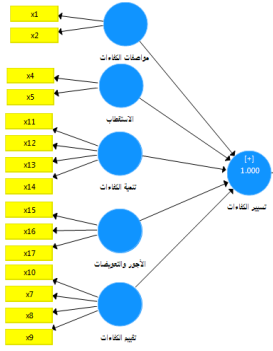 x1
x2
مواصفات الكفاءات
x4
x5
الاستقطاب
x11
x12
x13
x14
تنمية الكفاءات
[+]
1.000
تسيير الكفاءات
x15
x16
x17
الأجور والتعويضات
x10
x7
x8
x9
تقييم الكفاءات